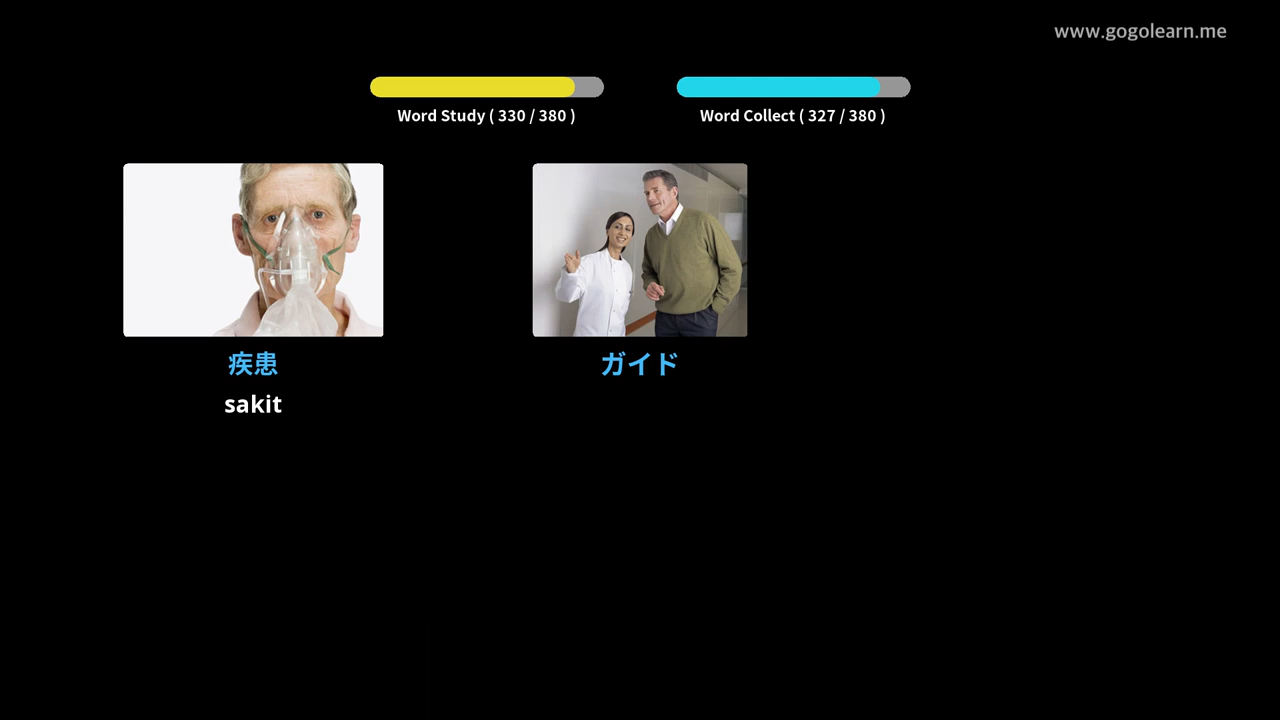 www.gogolearn.me
Word Study ( 330 / 380 )
Word Collect ( 327 / 380 )
疾患
ガイド
sakit